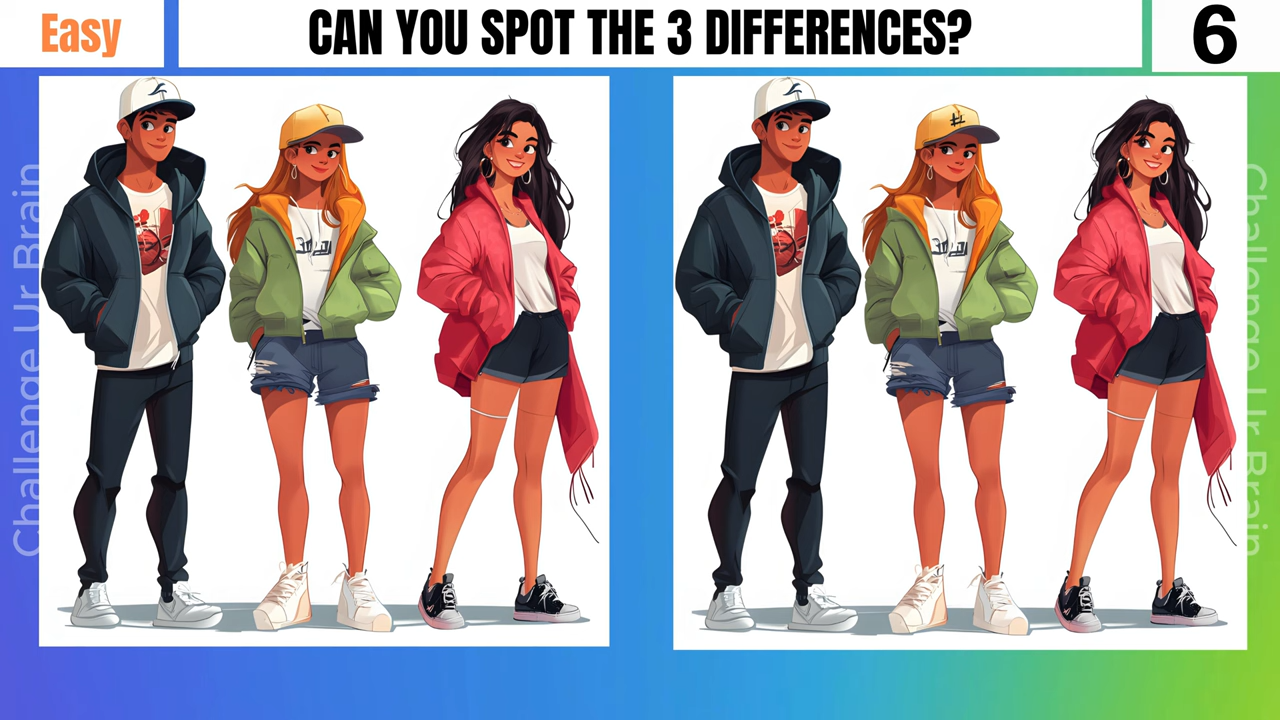 Easy
CAN YOU SPOT THE 3 DIFFERENCES?
6
Challenge Ur Brain
Challenge Ur Brain
#